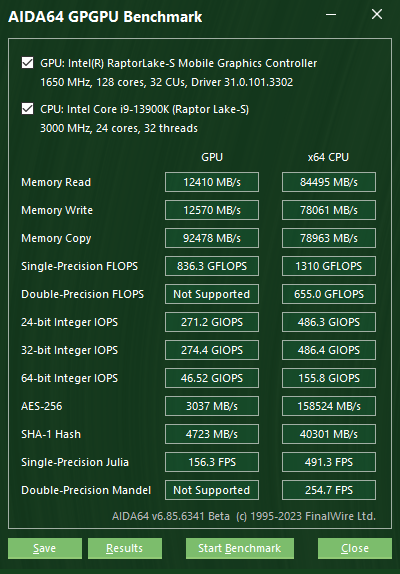 AIDA64 GPGPU Benchmark
GPU: Intel(R) RaptorLake-S Mobile Graphics Controller
1650 MHz, 128 cores, 32 CUs, Driver 31.0.101.3302
CPU: Intel Core i9-13900K (Raptor Lake-S)
3000 MHz, 24 cores, 32 threads
GPU x64 CPU
Memory Read 12410 MB/s 84495 MB/s
Memory Write 12570 MB/s 78061 MB/s
Memory Copy 92478 MB/s 78963 MB/s
Single-Precision FLOPS 836.3 GFLOPS 1310 GFLOPS
Double-Precision FLOPS Not Supported 655.0 GFLOPS
24-bit Integer IOPS 271.2 GIOPS 486.3 GIOPS
32-bit Integer IOPS 274.4 GIOPS 486.4 GIOPS
64-bit Integer IOPS 46.52 GIOPS 155.8 GIOPS
AES-256 3037 MB/s 158524 MB/s
SHA-1 Hash 4723 MB/s 40301 MB/s
Single-Precision Julia 156.3 FPS 491.3 FPS
Double-Precision Mandel Not Supported 254.7 FPS
AIDA64 v6.85.6341 Beta (c) 1995-2023 FinalWire Ltd.
Save Results Start Benchmark Close